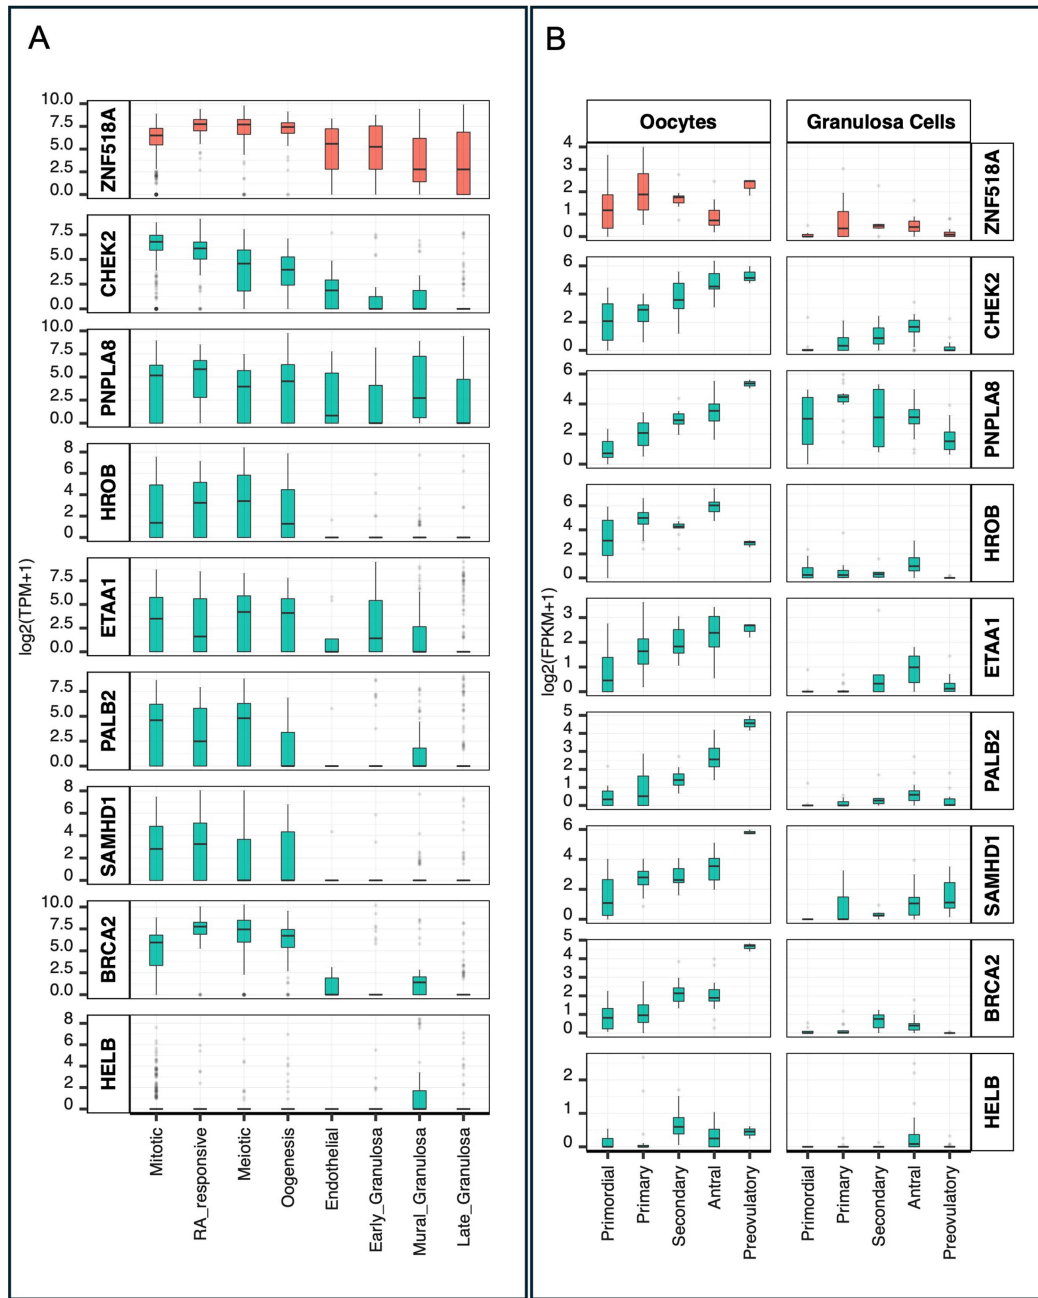 A
log2(TPM+1)
ZNF518A
10.0
7.5
5.0
2.5
0.0
CHEK2
7.5
5.0
2.5
0.0
PNPLA8
10.0
7.5
5.0
2.5
0.0
HROB
8
6
4
2
0
ETAA1
7.5
5.0
2.5
0.0
PALB2
7.5
5.0
2.5
0.0
SAMHD1
8
6
4
2
0
BRCA2
10.0
7.5
5.0
2.5
0.0
HELB
8
6
4
2
0
Mitotic
RA_responsive
Meiotic
Oogenesis
Endothelial
Early_Granulosa
Mural_Granulosa
Late_Granulosa
B
Oocytes
Granulosa Cells
log2(FPKM+1)
4
3
2
1
0
ZNF518A
6
4
2
0
CHEK2
6
4
2
0
PNPLA8
6
4
2
0
HROB
3
2
1
0
ETAA1
5
4
3
2
1
0
PALB2
6
4
2
0
SAMHD1
5
4
3
2
1
0
BRCA2
2
1
0
HELB
Primordial
Primary
Secondary
Antral
Preovulatory
Primordial
Primary
Secondary
Antral
Preovulatory